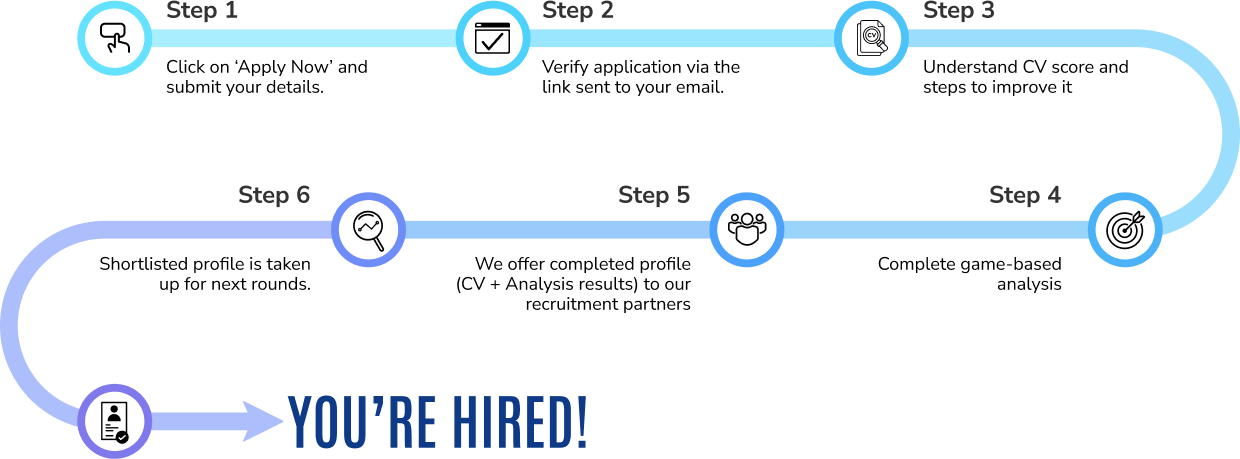 Step 1
Click on ‘Apply Now’ and
submit your details.
Step 2
Verify application via the
link sent to your email.
Step 3
CV
Understand CV score and
steps to improve it
Step 4
Complete game-based
analysis
Step 5
We offer completed profile
(CV + Analysis results) to our
recruitment partners
Step 6
Shortlisted profile is taken
up for next rounds.
YOU’RE HIRED!